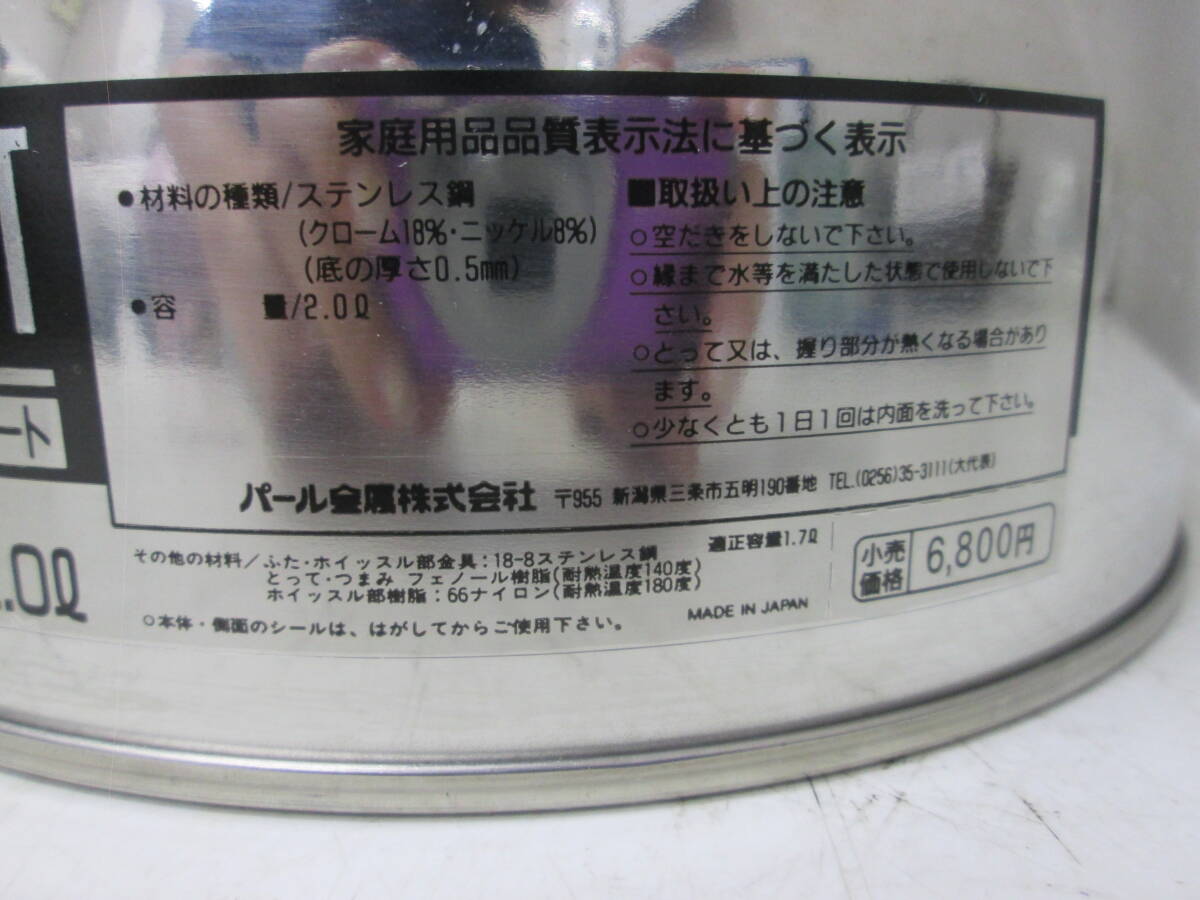 家庭用品品質表示法に基づく表示
●材料の種類/ステンレス鋼
(クローム18%・ニッケル8%)
(底の厚さ0.5mm)
●容 量/2.0ℓ
■取扱い上の注意
○空だきをしないで下さい。
○縁まで水等を満たした状態で使用しないで下
さい。
○とって又は、握り部分が熱くなる場合があり
ます。
○少なくとも1日1回は内面を洗って下さい。
パール金属株式会社 〒955 新潟県三条市五明190番地 TEL.(0256)35-3111(大代表)
その他の材料/ふた・ホイッスル部金具:18-8ステンレス鋼
とって・つまみ フェノール樹脂(耐熱温度140度)
ホイッスル部樹脂:66ナイロン(耐熱温度180度)
○本体・側面のシールは、はがしてからご使用下さい。
適正容量1.7ℓ
MADE IN JAPAN
小売
価格
6,800円
ート
.0ℓ